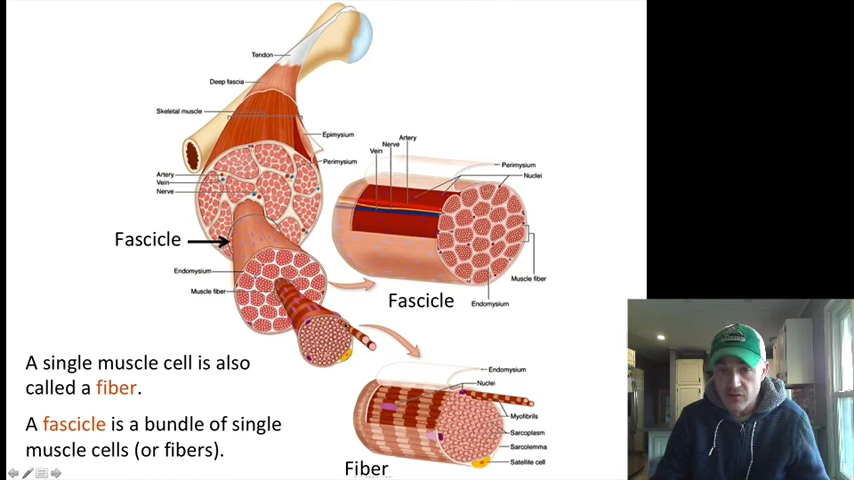 Tendon
Deep fascia
Skeletal muscle
Epimysium
Perimysium
Artery
Vein
Nerve
Fascicle
Endomysium
Muscle fiber
Artery
Nerve
Vein
Perimysium
Nuclei
Muscle fiber
Endomysium
Fascicle
A single muscle cell is also
called a fiber.
A fascicle is a bundle of single
muscle cells (or fibers).
Endomysium
Nuclei
Myofibrils
Sarcoplasm
Sarcolemma
Satellite cell
Fiber